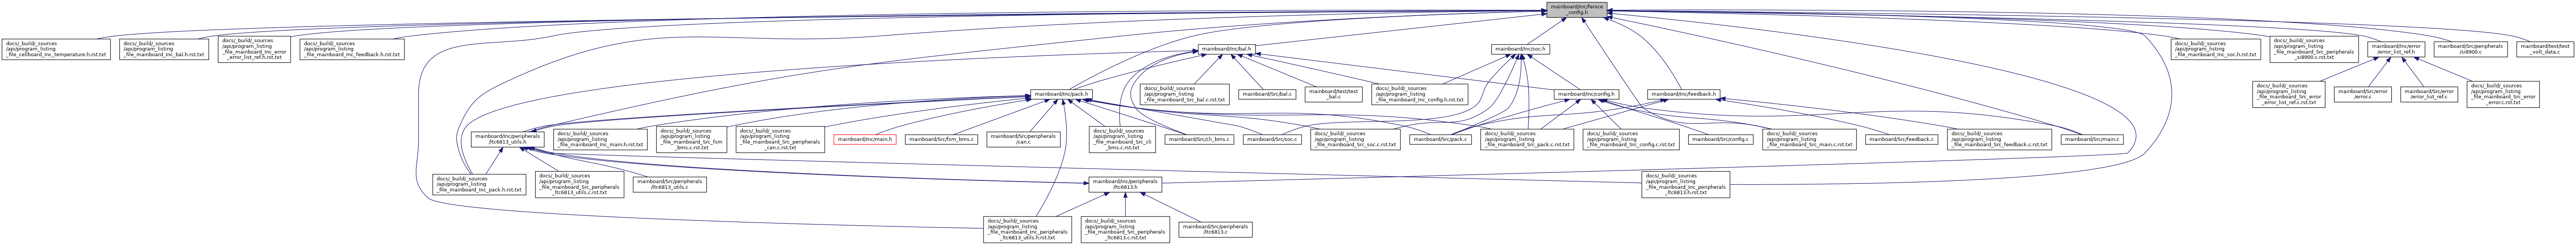 mainboard/Inc/fenice
_config.h
docs/_build/_sources
/api/program_listing
_file_cellboard_Inc_temperature.h.rst.txt
docs/_build/_sources
/api/program_listing
_file_mainboard_Inc_bal.h.rst.txt
docs/_build/_sources
/api/program_listing
_file_mainboard_Inc_error
_error_list_ref.h.rst.txt
docs/_build/_sources
/api/program_listing
_file_mainboard_Inc_feedback.h.rst.txt
mainboard/Inc/bal.h
mainboard/Inc/soc.h
docs/_build/_sources
/api/program_listing
_file_mainboard_Inc_soc.h.rst.txt
docs/_build/_sources
/api/program_listing
_file_mainboard_Src_peripherals
_si8900.c.rst.txt
mainboard/Inc/error
/error_list_ref.h
mainboard/Src/peripherals
/si8900.c
mainboard/test/test
_volt_data.c
mainboard/Inc/pack.h
docs/_build/_sources
/api/program_listing
_file_mainboard_Src_bal.c.rst.txt
mainboard/Src/bal.c
mainboard/test/test
_bal.c
docs/_build/_sources
/api/program_listing
_file_mainboard_Inc_config.h.rst.txt
mainboard/Inc/config.h
mainboard/Inc/feedback.h
docs/_build/_sources
/api/program_listing
_file_mainboard_Src_error
_error_list_ref.c.rst.txt
mainboard/Src/error
/error.c
mainboard/Src/error
/error_list_ref.c
docs/_build/_sources
/api/program_listing
_file_mainboard_Src_error
_error.c.rst.txt
mainboard/Inc/peripherals
/ltc6813_utils.h
docs/_build/_sources
/api/program_listing
_file_mainboard_Inc_main.h.rst.txt
docs/_build/_sources
/api/program_listing
_file_mainboard_Src_fsm
_bms.c.rst.txt
docs/_build/_sources
/api/program_listing
_file_mainboard_Src_peripherals
_can.c.rst.txt
mainboard/Inc/main.h
mainboard/Src/fsm_bms.c
mainboard/Src/peripherals
/can.c
docs/_build/_sources
/api/program_listing
_file_mainboard_Src_cli
_bms.c.rst.txt
mainboard/Src/cli_bms.c
mainboard/Src/soc.c
docs/_build/_sources
/api/program_listing
_file_mainboard_Src_soc.c.rst.txt
mainboard/Src/pack.c
docs/_build/_sources
/api/program_listing
_file_mainboard_Src_pack.c.rst.txt
docs/_build/_sources
/api/program_listing
_file_mainboard_Src_config.c.rst.txt
mainboard/Src/config.c
docs/_build/_sources
/api/program_listing
_file_mainboard_Src_main.c.rst.txt
mainboard/Src/feedback.c
docs/_build/_sources
/api/program_listing
_file_mainboard_Src_feedback.c.rst.txt
mainboard/Src/main.c
docs/_build/_sources
/api/program_listing
_file_mainboard_Inc_pack.h.rst.txt
docs/_build/_sources
/api/program_listing
_file_mainboard_Src_peripherals
_ltc6813_utils.c.rst.txt
mainboard/Src/peripherals
/ltc6813_utils.c
mainboard/Inc/peripherals
/ltc6813.h
docs/_build/_sources
/api/program_listing
_file_mainboard_Inc_peripherals
_ltc6813.h.rst.txt
docs/_build/_sources
/api/program_listing
_file_mainboard_Inc_peripherals
_ltc6813_utils.h.rst.txt
docs/_build/_sources
/api/program_listing
_file_mainboard_Src_peripherals
_ltc6813.c.rst.txt
mainboard/Src/peripherals
/ltc6813.c